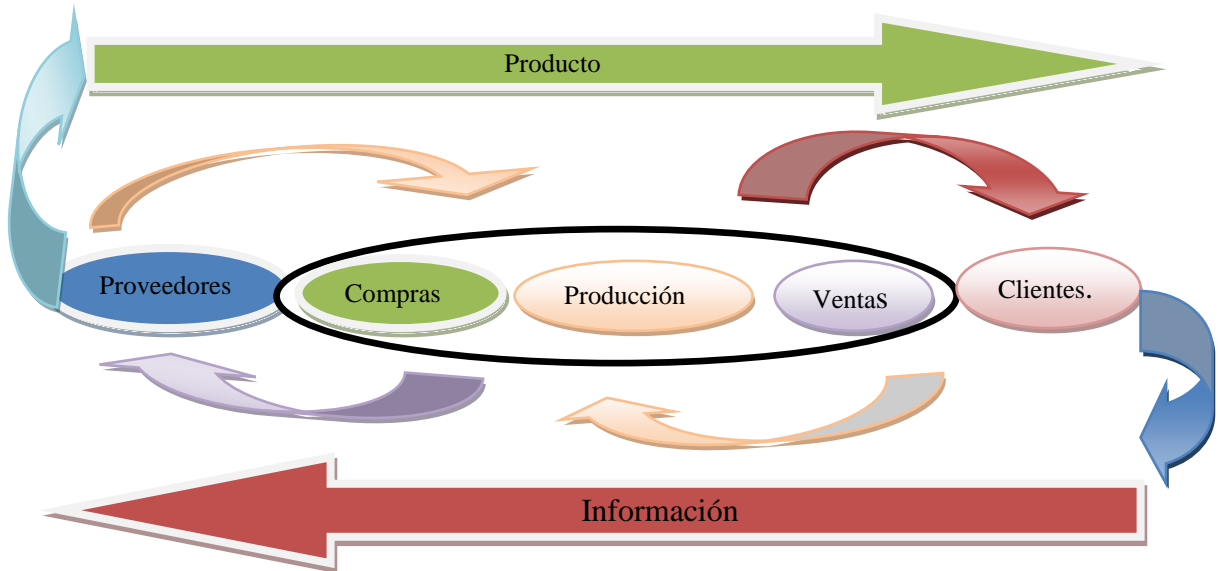 Producto
Proveedores
Compras
Producción
Ventas
Clientes.
Información